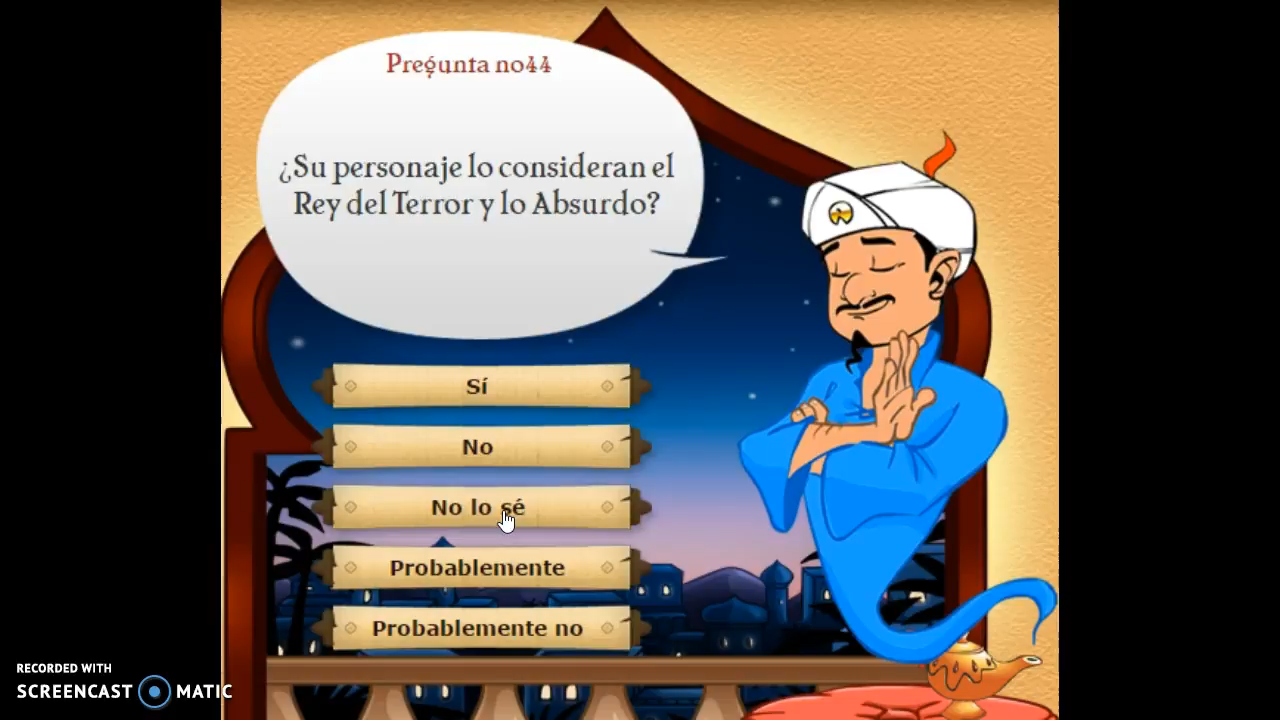 Pregunta no44
¿Su personaje lo consideran el
Rey del Terror y lo Absurdo?
Sí
No
No lo sé
Probablemente
Probablemente no
RECORDED WITH
SCREENCAST MATIC